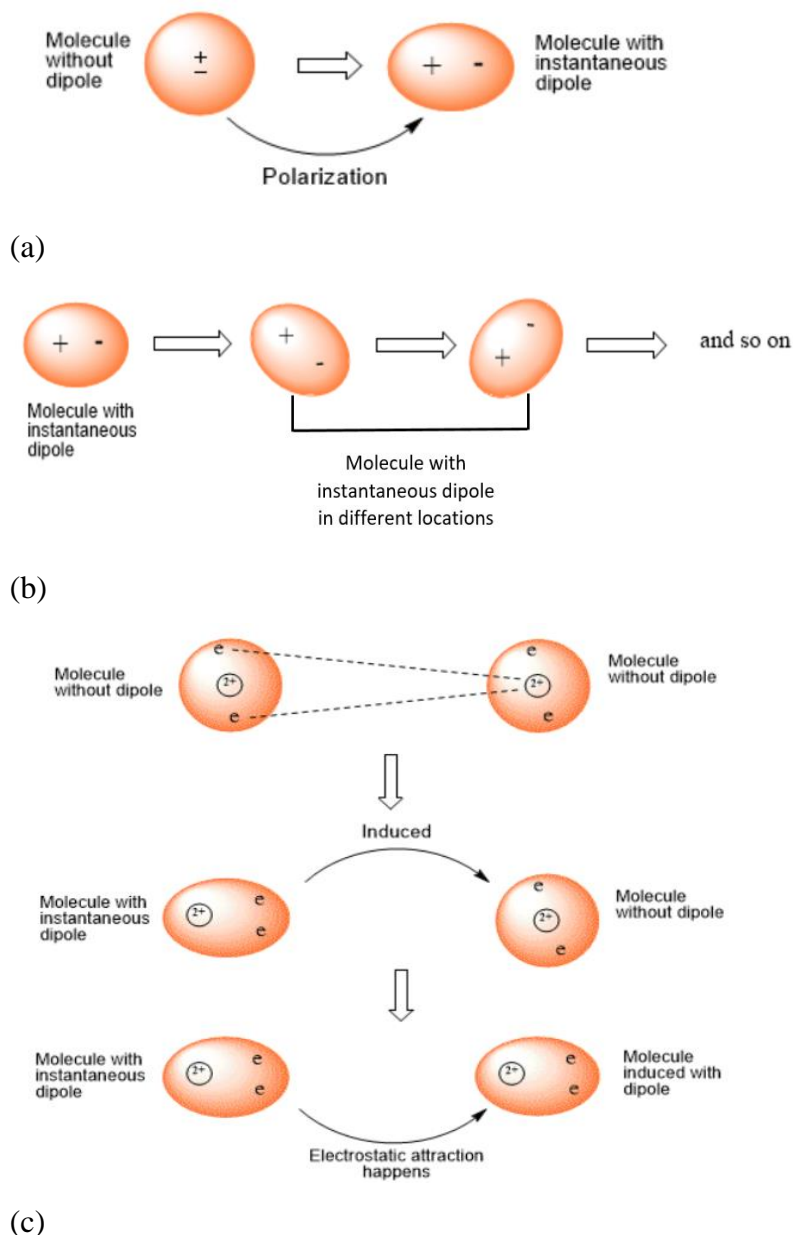 Molecule
without
dipole
±
+ -
Molecule with
instantaneous
dipole
Polarization
(a)
+ -
+
-
-
+
and so on
Molecule with
instantaneous
dipole
Molecule with
instantaneous dipole
in different locations
(b)
Molecule
without dipole
e
2+
e
e
2+
e
Molecule
without dipole
Induced
Molecule with
instantaneous
dipole
2+
e
e
e
2+
e
Molecule
without dipole
Molecule with
instantaneous
dipole
2+
e
e
2+
e
e
Molecule
induced with
dipole
Electrostatic attraction
happens
(c)